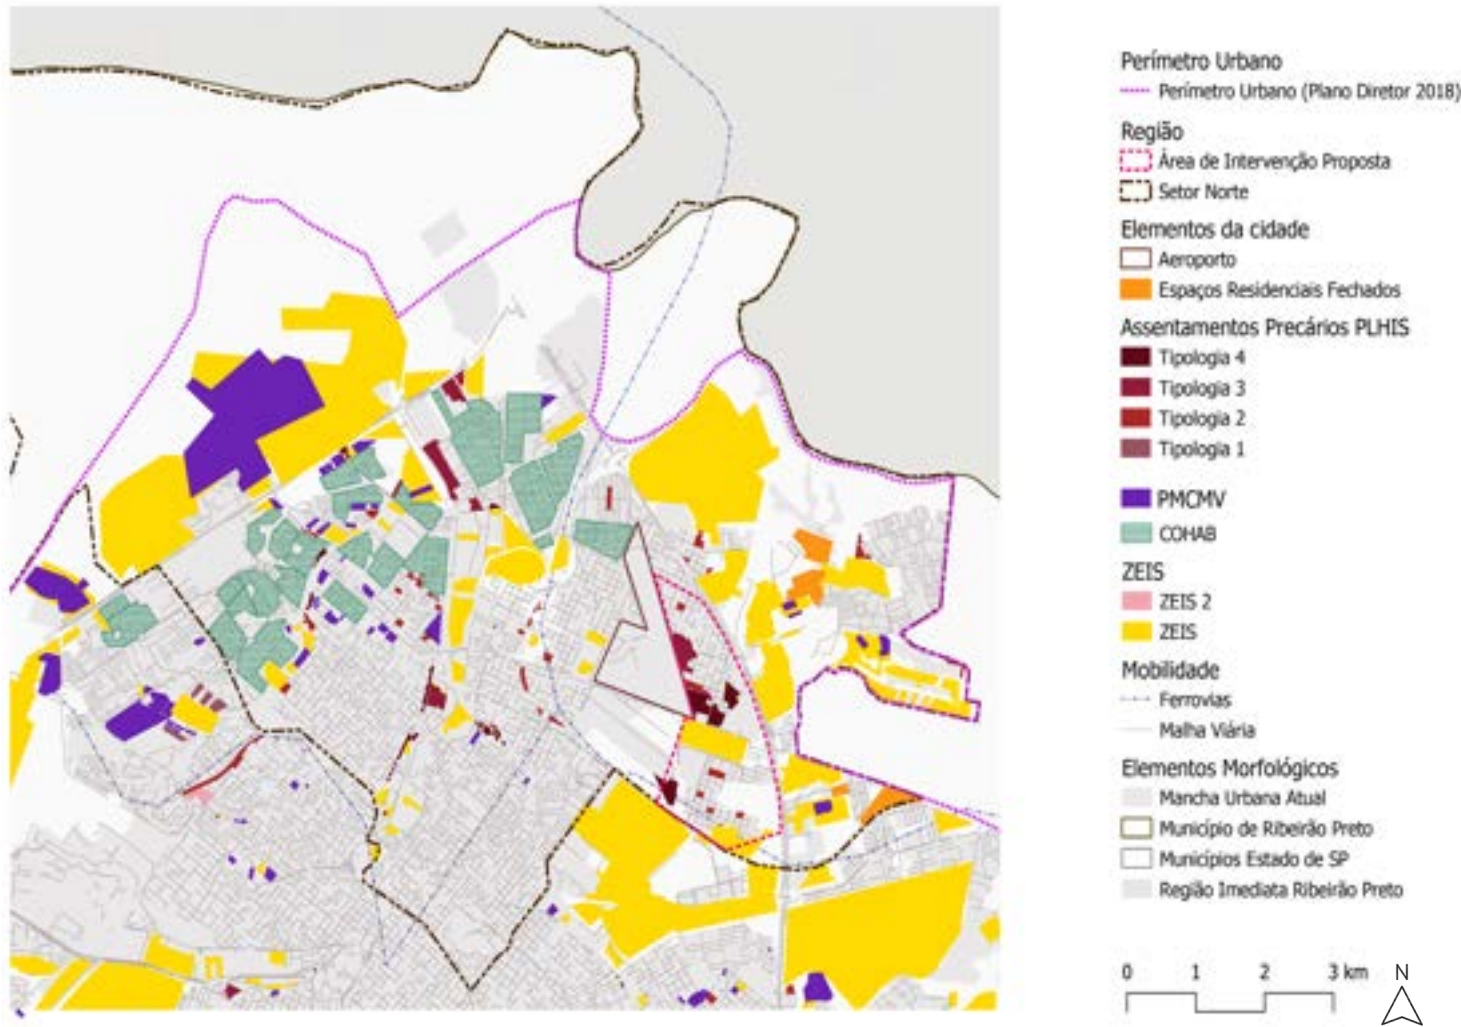 Perímetro Urbano
Perímetro Urbano (Plano Diretor 2018)
Região
Área de Intervenção Proposta
Setor Norte
Elementos da cidade
Aeroporto
Espaços Residenciais Fechados
Assentamentos Precários PLHIS
Tipologia 4
Tipologia 3
Tipologia 2
Tipologia 1
PMCMV
COHAB
ZEIS
ZEIS 2
ZEIS
Mobilidade
Ferrovias
Malha Viária
Elementos Morfológicos
Mancha Urbana Atual
Município de Ribeirão Preto
Municípios Estado de SP
Região Imediata Ribeirão Preto
0 1 2 3 km N